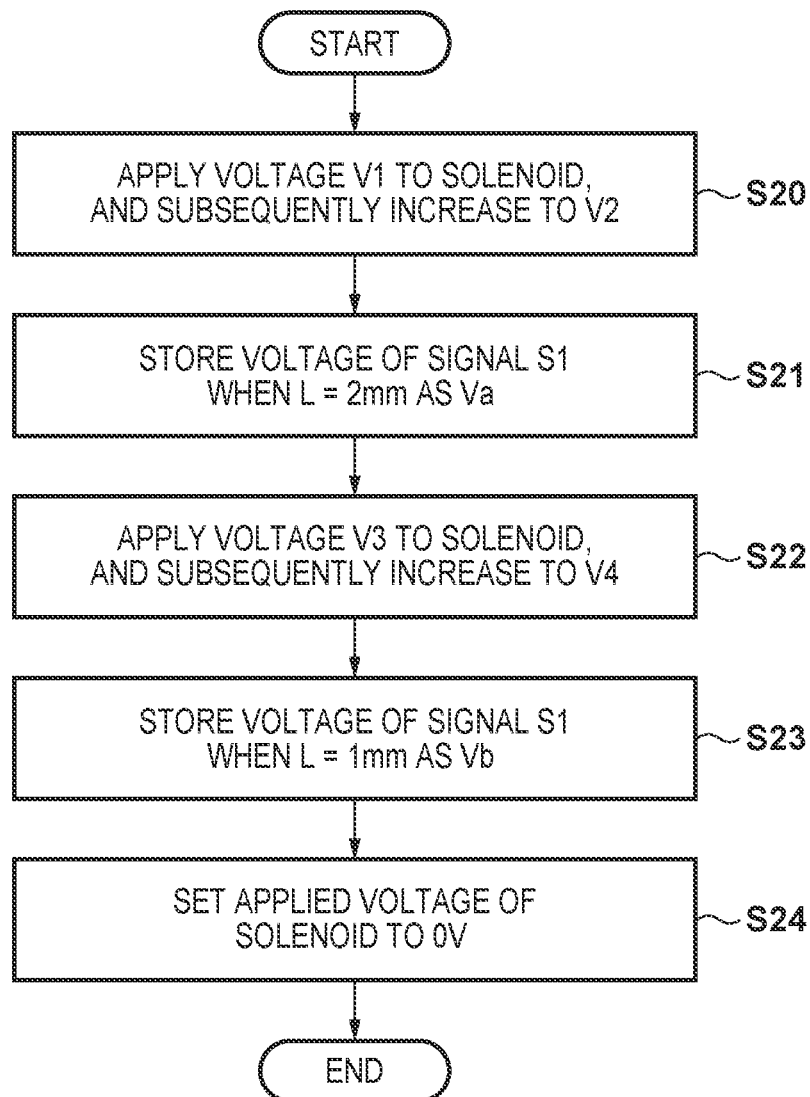 START
APPLY VOLTAGE V1 TO SOLENOID,
AND SUBSEQUENTLY INCREASE TO V2
S20
STORE VOLTAGE OF SIGNAL S1
WHEN L = 2mm AS Va
S21
APPLY VOLTAGE V3 TO SOLENOID,
AND SUBSEQUENTLY INCREASE TO V4
S22
STORE VOLTAGE OF SIGNAL S1
WHEN L = 1mm AS Vb
S23
SET APPLIED VOLTAGE OF
SOLENOID TO 0V
S24
END